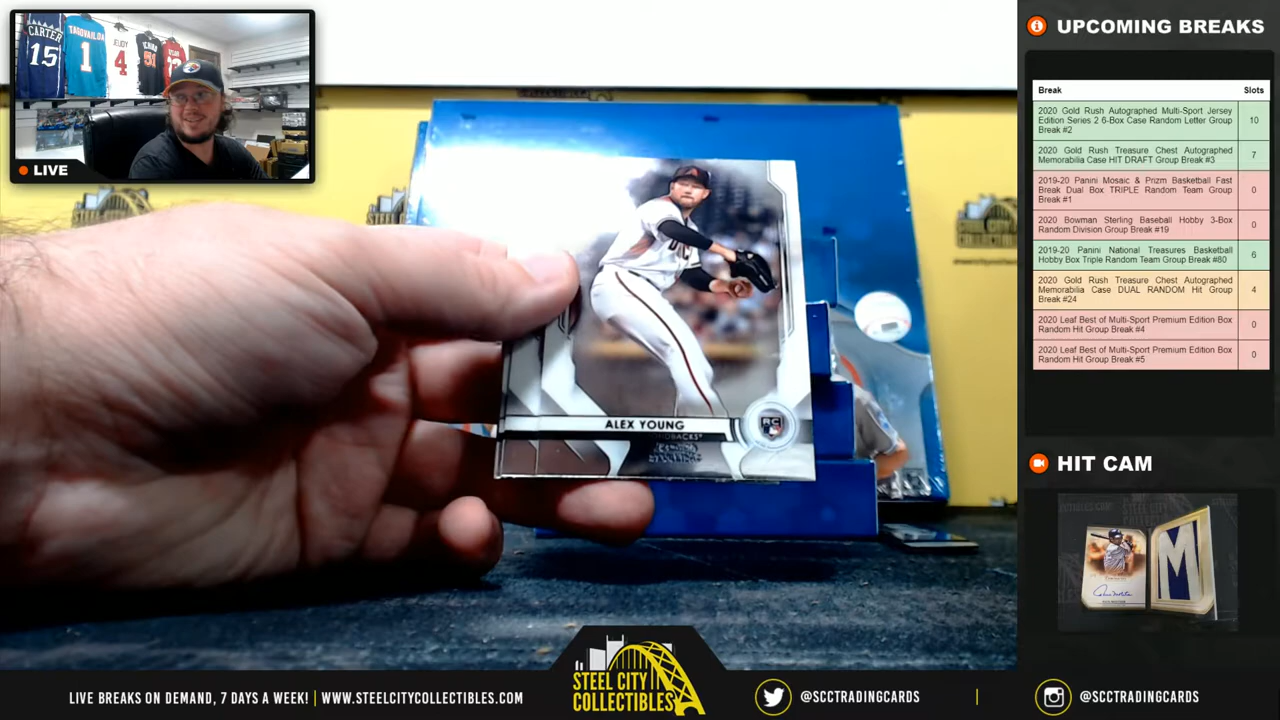 CARTER
15
TAGOVAILOA
1
JEUDY
4
LIVE
ALEX YOUNG
RC
STEEL CITY
COLLECTIBLES
LIVE BREAKS ON DEMAND, 7 DAYS A WEEK! | WWW.STEELCITYCOLLECTIBLES.COM
@SCCTRADINGCARDS
@SCCTRADINGCARDS
UPCOMING BREAKS
Break Slots
2020 Gold Rush Autographed Multi-Sport Jersey
Edition Series 2 6-Box Case Random Letter Group
Break #2
10
2020 Gold Rush Treasure Chest Autographed
Memorabilia Case HIT DRAFT Group Break #3
7
2019-20 Panini Mosaic & Prizm Basketball Fast
Break Dual Box TRIPLE Random Team Group
Break #1
0
2020 Bowman Sterling Baseball Hobby 3-Box
Random Division Group Break #19
0
2019-20 Panini National Treasures Basketball
Hobby Box Triple Random Team Group Break #80
6
2020 Gold Rush Treasure Chest Autographed
Memorabilia Case DUAL RANDOM Hit Group
Break #24
4
2020 Leaf Best of Multi-Sport Premium Edition Box
Random Hit Group Break #4
0
2020 Leaf Best of Multi-Sport Premium Edition Box
Random Hit Group Break #5
0
HIT CAM
M